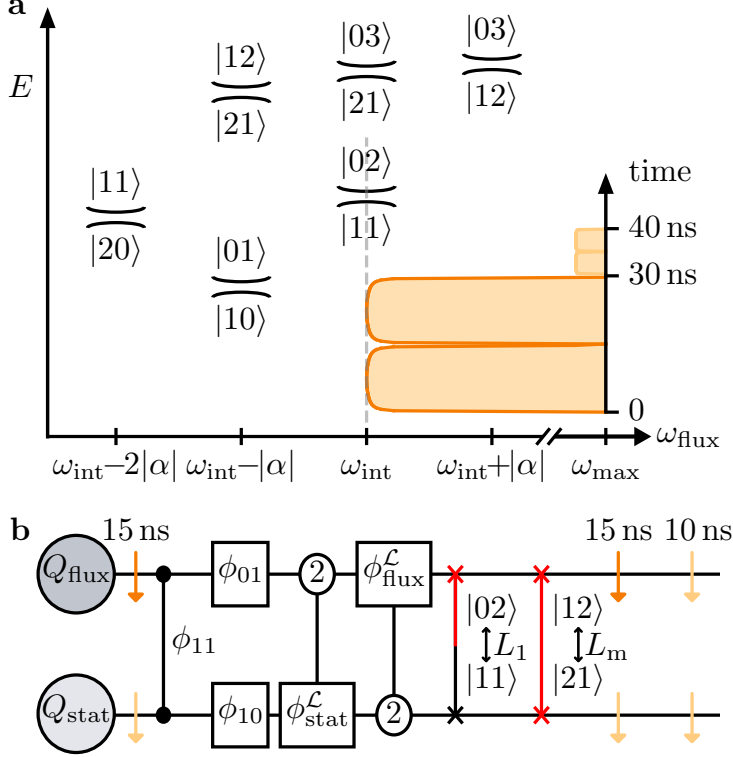 a
E
|03⟩ |03⟩
|12⟩
|21⟩ |12⟩
|21⟩
|02⟩
time
|11⟩
40 ns
|11⟩
|20⟩ |01⟩
30 ns
|10⟩
0
ω_flux
ω_int−2|α| ω_int−|α| ω_int ω_int+|α| ω_max
b 15 ns 15 ns 10 ns
Q_flux ϕ_01 2 ϕ^ℒ_flux
|02⟩ |12⟩
ϕ_11 L_1 L_m
|11⟩ |21⟩
Q_stat ϕ_10 ϕ^ℒ_stat 2